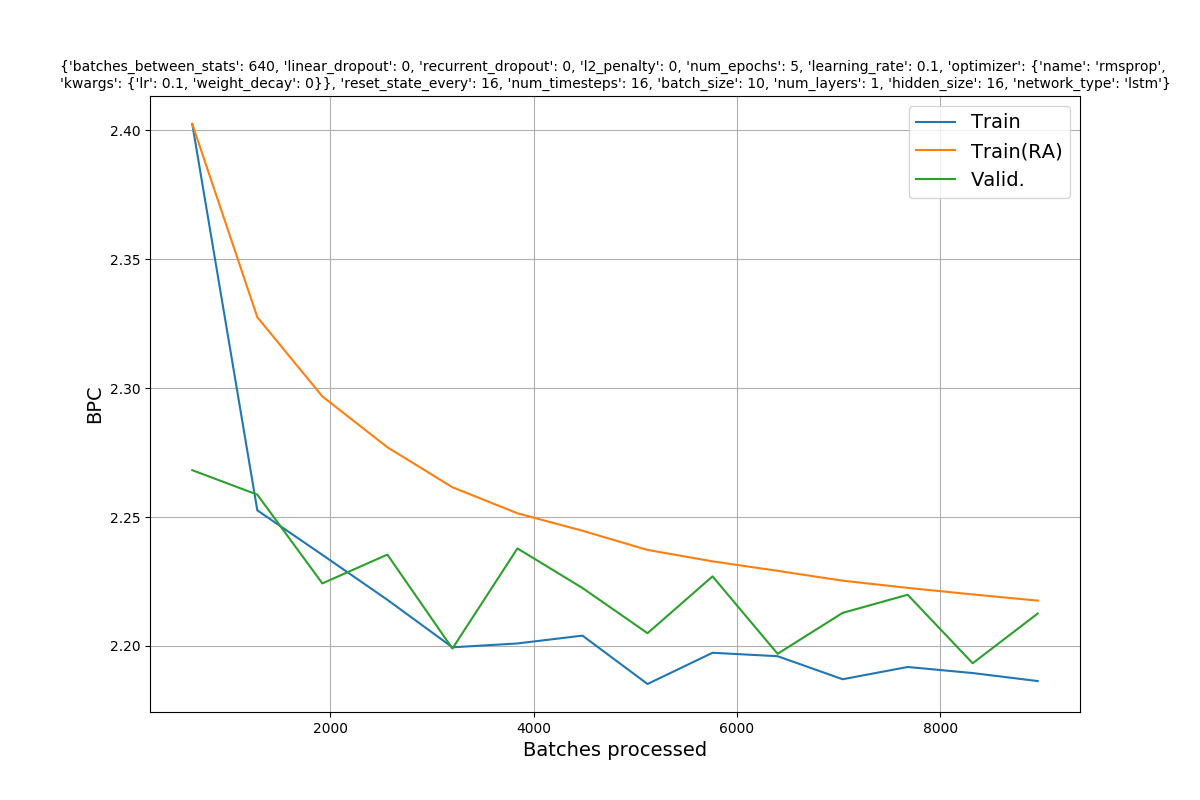 {'batches_between_stats': 640, 'linear_dropout': 0, 'recurrent_dropout': 0, 'l2_penalty': 0, 'num_epochs': 5, 'learning_rate': 0.1, 'optimizer': {'name': 'rmsprop',
'kwargs': {'lr': 0.1, 'weight_decay': 0}}, 'reset_state_every': 16, 'num_timesteps': 16, 'batch_size': 10, 'num_layers': 1, 'hidden_size': 16, 'network_type': 'lstm'}
Train
Train(RA)
Valid.
2.40
2.35
2.30
2.25
2.20
BPC
2000
4000
6000
8000
Batches processed